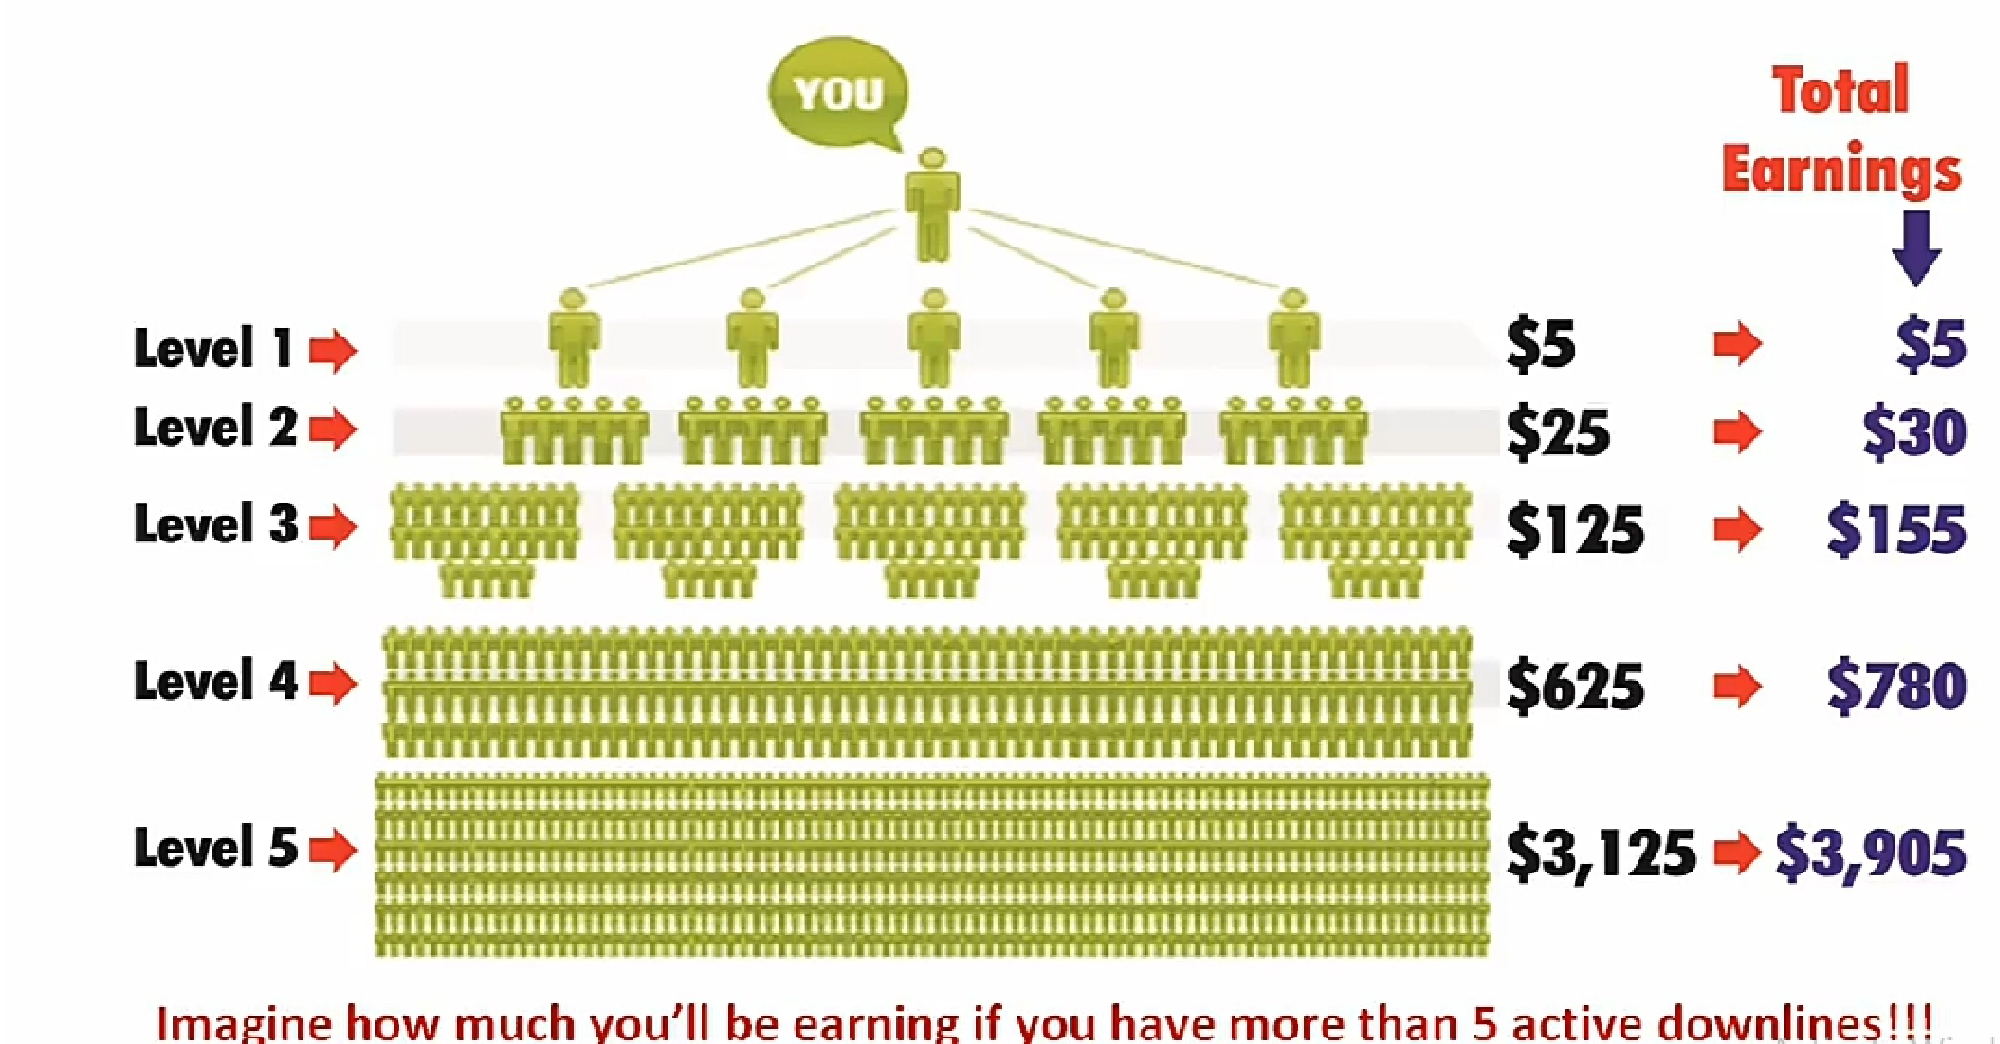 YOU
Total
Earnings
Level 1 $5 $5
Level 2 $25 $30
Level 3 $125 $155
Level 4 $625 $780
Level 5 $3,125 $3,905
Imagine how much you'll be earning if you have more than 5 active downlines!!!